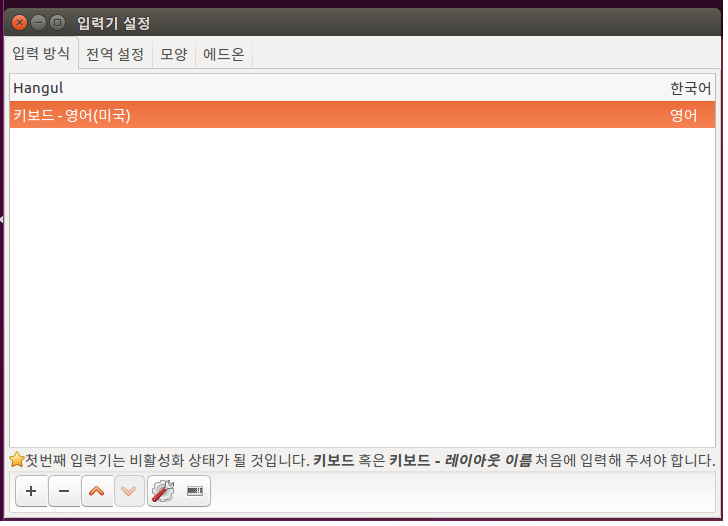 입력기 설정
입력 방식 전역 설정 모양 에드온
Hangul 한국어
키보드 - 영어(미국) 영어
첫번째 입력기는 비활성화 상태가 될 것입니다. 키보드 혹은 키보드 - 레이아웃 이름 처음에 입력해 주셔야 합니다.